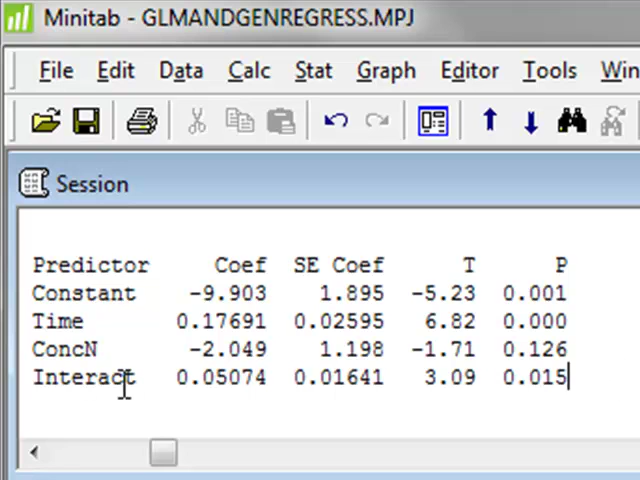 Minitab - GLMANDGENREGRESS.MPJ
File Edit Data Calc Stat Graph Editor Tools
Session
Predictor Coef SE Coef T P
Constant -9.903 1.895 -5.23 0.001
Time 0.17691 0.02595 6.82 0.000
ConcN -2.049 1.198 -1.71 0.126
Interact 0.05074 0.01641 3.09 0.015